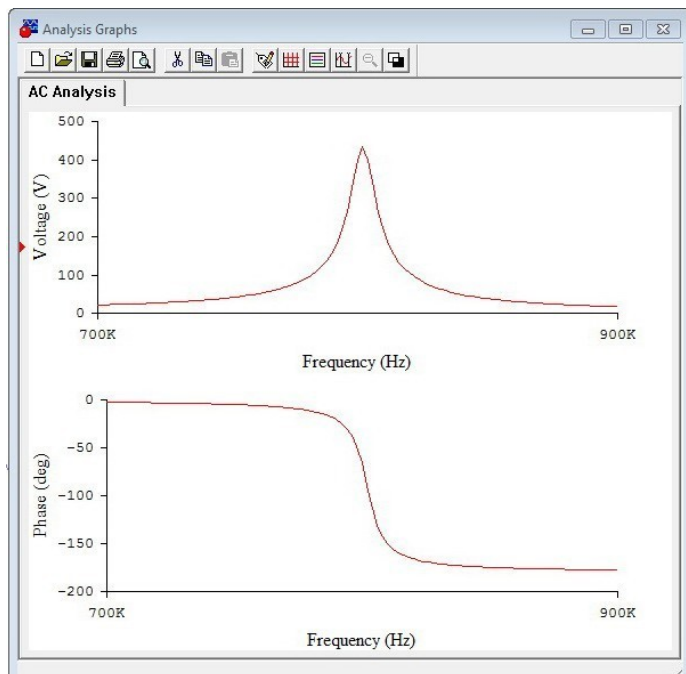 Analysis Graphs
AC Analysis
500
400
300
200
100
0
Voltage (V)
700K
900K
Frequency (Hz)
0
-50
-100
-150
-200
Phase (deg)
700K
900K
Frequency (Hz)